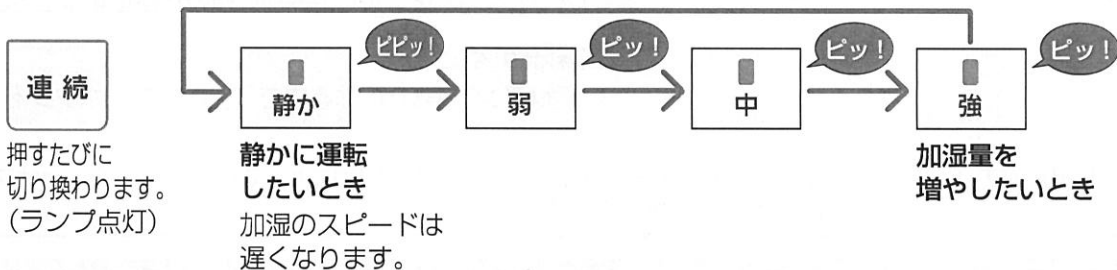 連続
押すたびに
切り換わります。
（ランプ点灯）
ピピッ！
静か
静かに運転
したいとき
加湿のスピードは
遅くなります。
ピッ！
弱
ピッ！
中
ピッ！
強
加湿量を
増やしたいとき